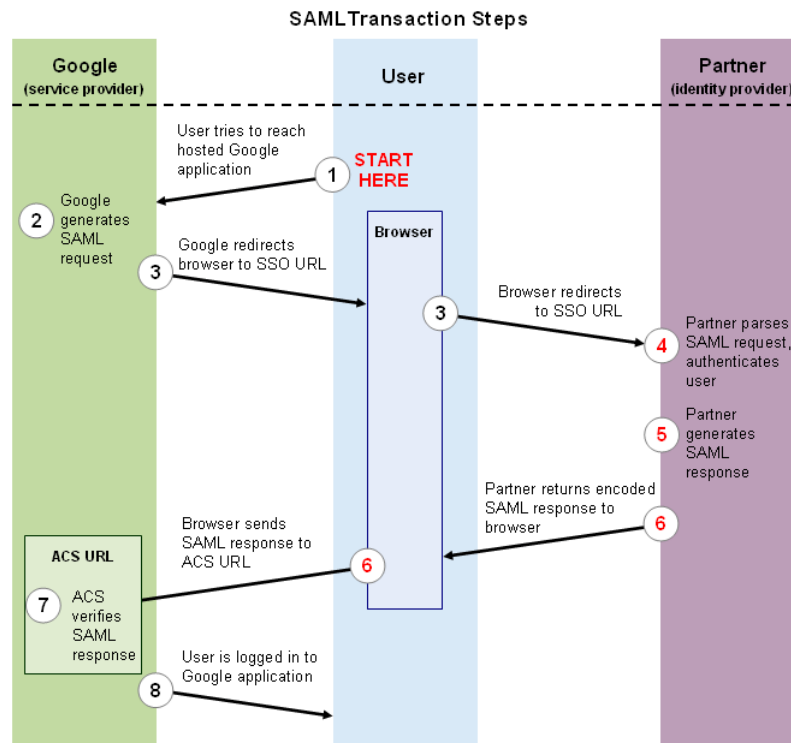 SAML Transaction Steps
Google
(service provider)
User
Partner
(identity provider)
User tries to reach
hosted Google
application
1
START
HERE
2
Google
generates
SAML
request
Browser
3
Google redirects
browser to SSO URL
3
Browser redirects
to SSO URL
4
Partner parses
SAML request,
authenticates
user
5
Partner
generates
SAML
response
Partner returns encoded
SAML response to
browser
6
Browser sends
SAML response to
ACS URL
6
ACS URL
7
ACS
verifies
SAML
response
8
User is logged in to
Google application